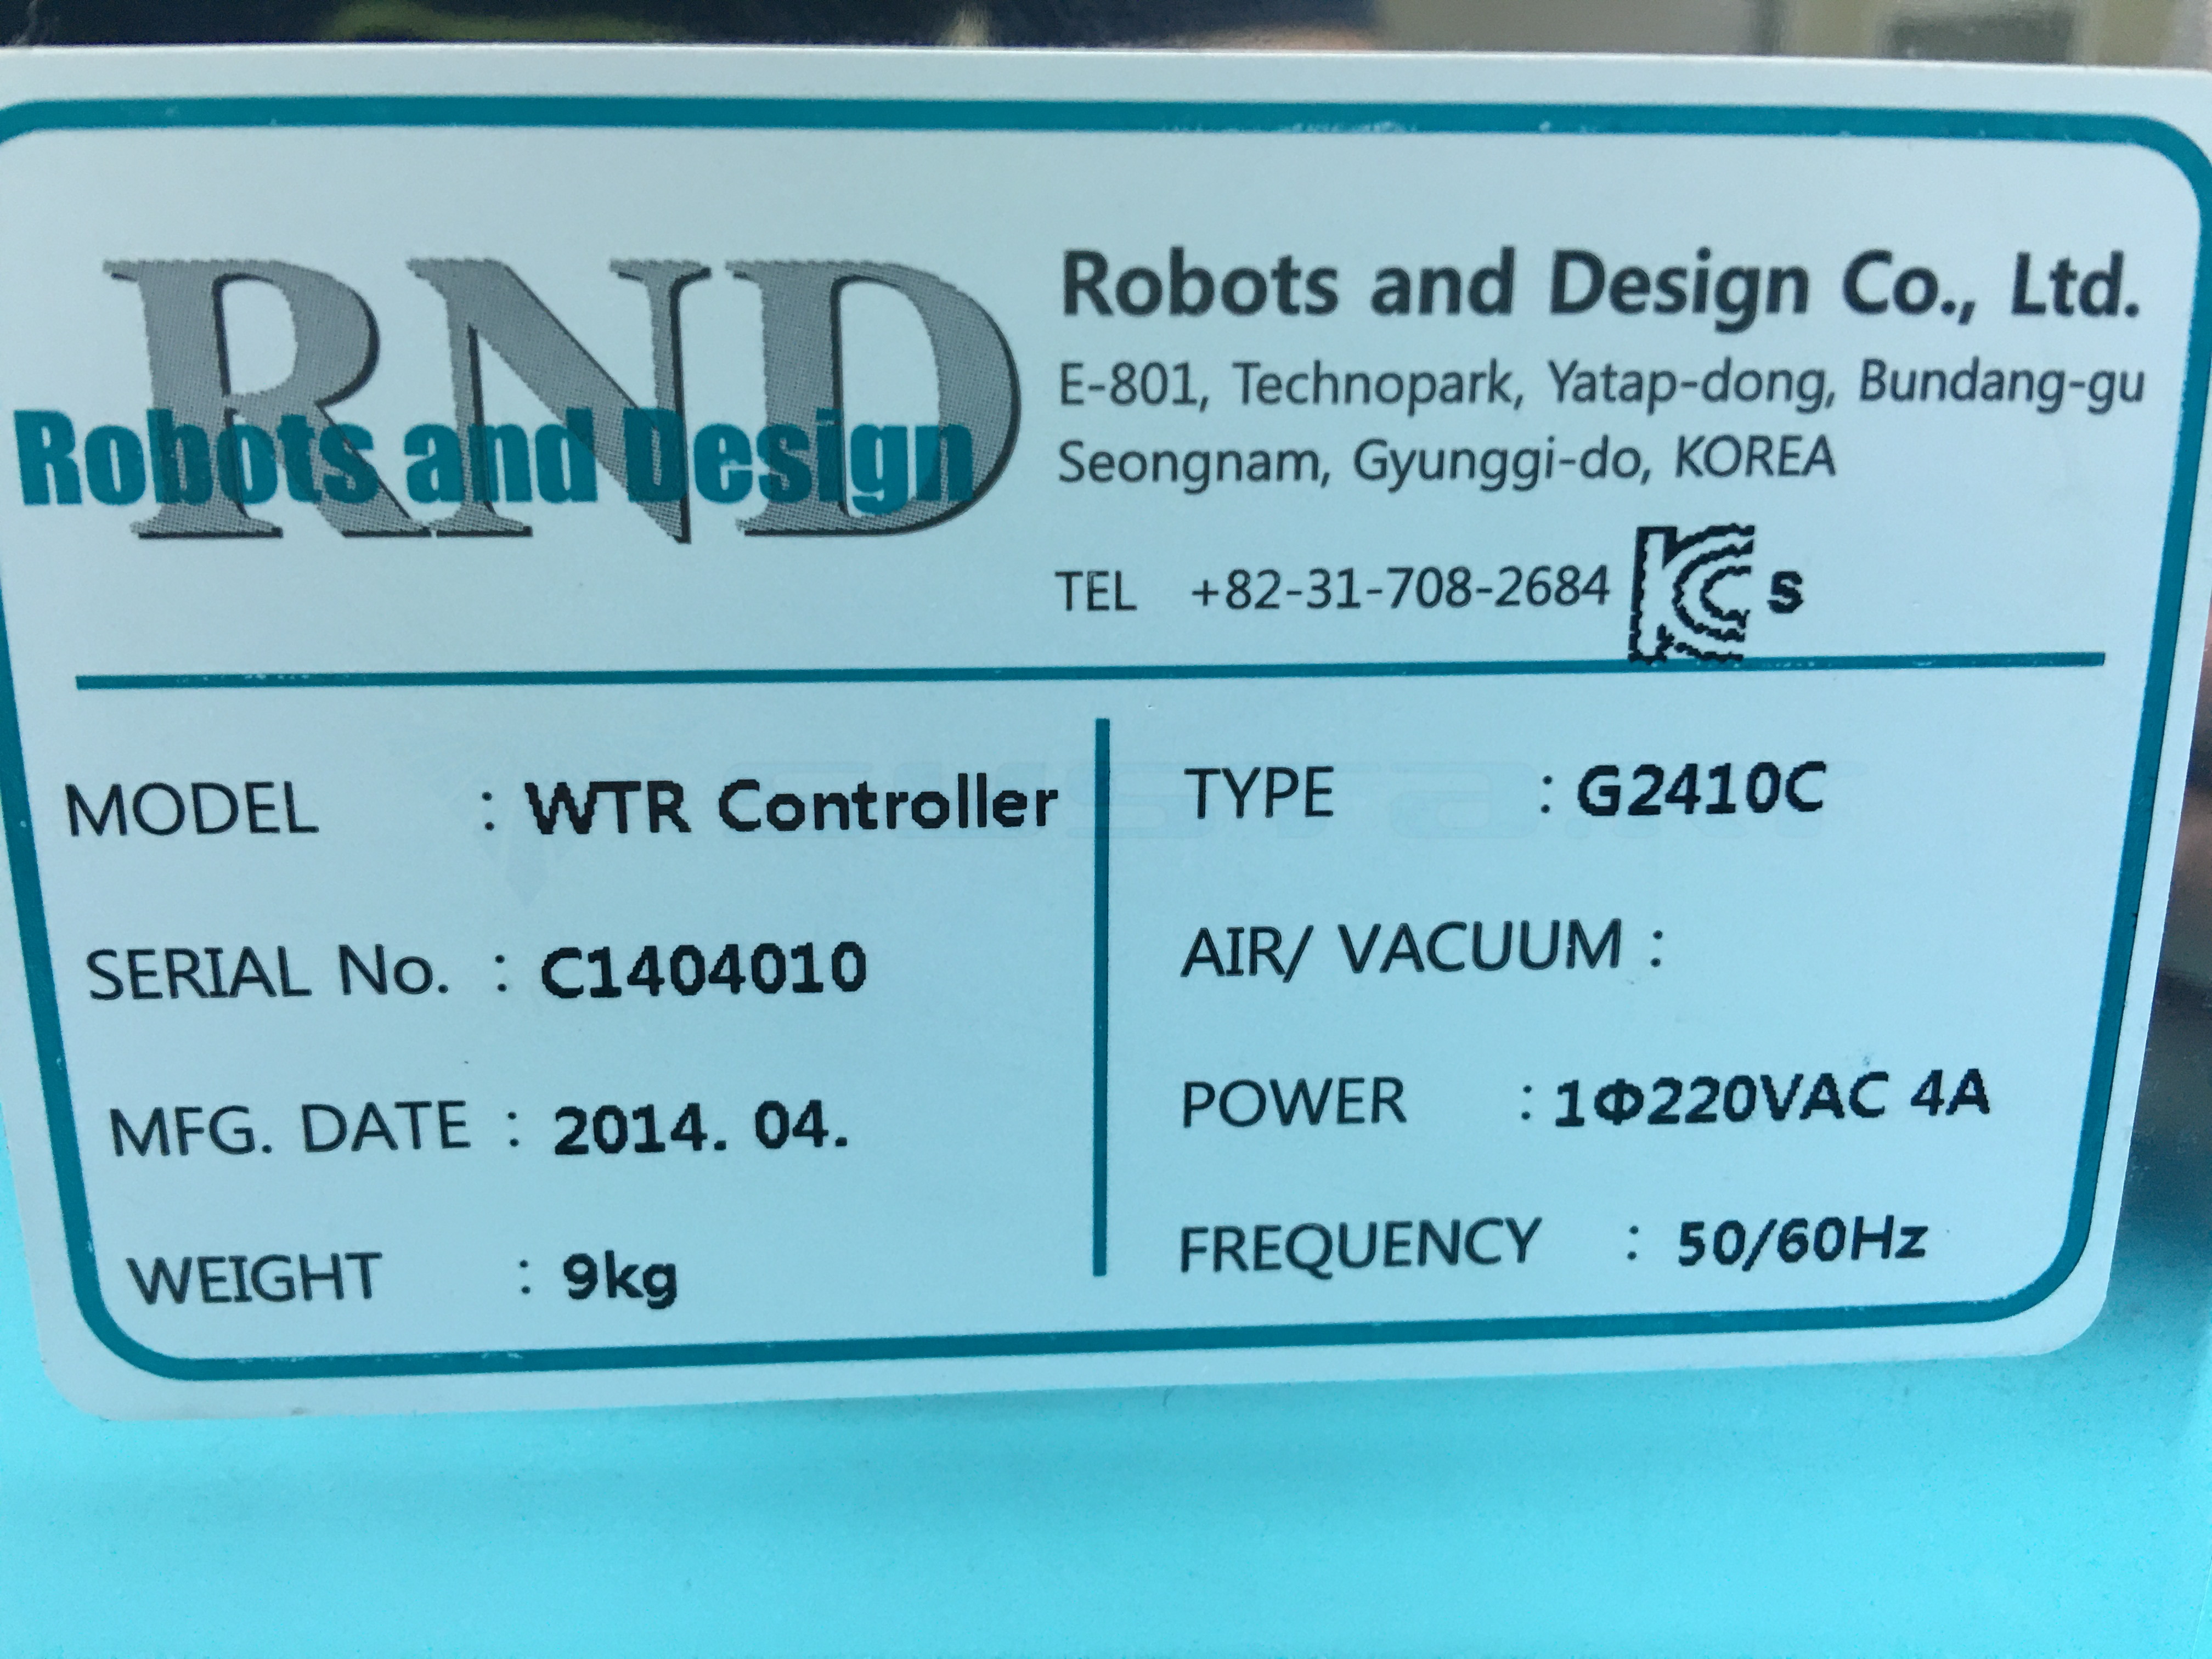 RND
Robots and Design
Robots and Design Co., Ltd.
E-801, Technopark, Yatap-dong, Bundang-gu
Seongnam, Gyunggi-do, KOREA
TEL +82-31-708-2684 KC s
MODEL : WTR Controller
SERIAL No. : C1404010
MFG. DATE : 2014. 04.
WEIGHT : 9kg
TYPE : G2410C
AIR/ VACUUM :
POWER : 1Φ220VAC 4A
FREQUENCY : 50/60Hz